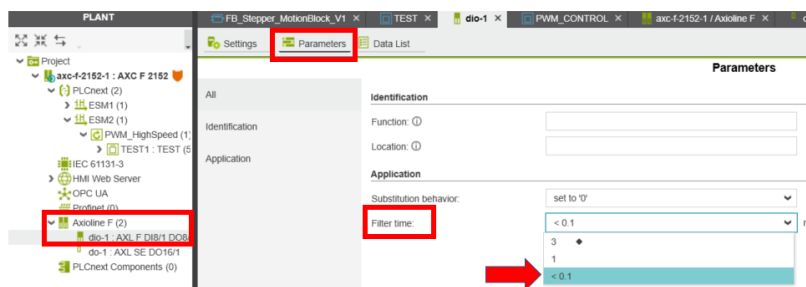 PLANT
FB_Stepper_MotionBlock_V1 ×
TEST ×
dio-1 ×
PWM_CONTROL ×
axc-f-2152-1 / Axioline F ×
Settings
Parameters
Data List
Parameters
Project
axc-f-2152-1 : AXC F 2152
PLCnext (2)
ESM1 (1)
ESM2 (1)
PWM_HighSpeed (1)
TEST1 : TEST (5
IEC 61131-3
HMI Web Server
OPC UA
Profinet (0)
Axioline F (2)
dio-1 : AXL F DI8/1 DO8
do-1 : AXL SE DO16/1
PLCnext Components (0)
All
Identification
Application
Identification
Function:
Location:
Application
Substitution behavior:
set to '0'
Filter time:
< 0.1
3
1
< 0.1